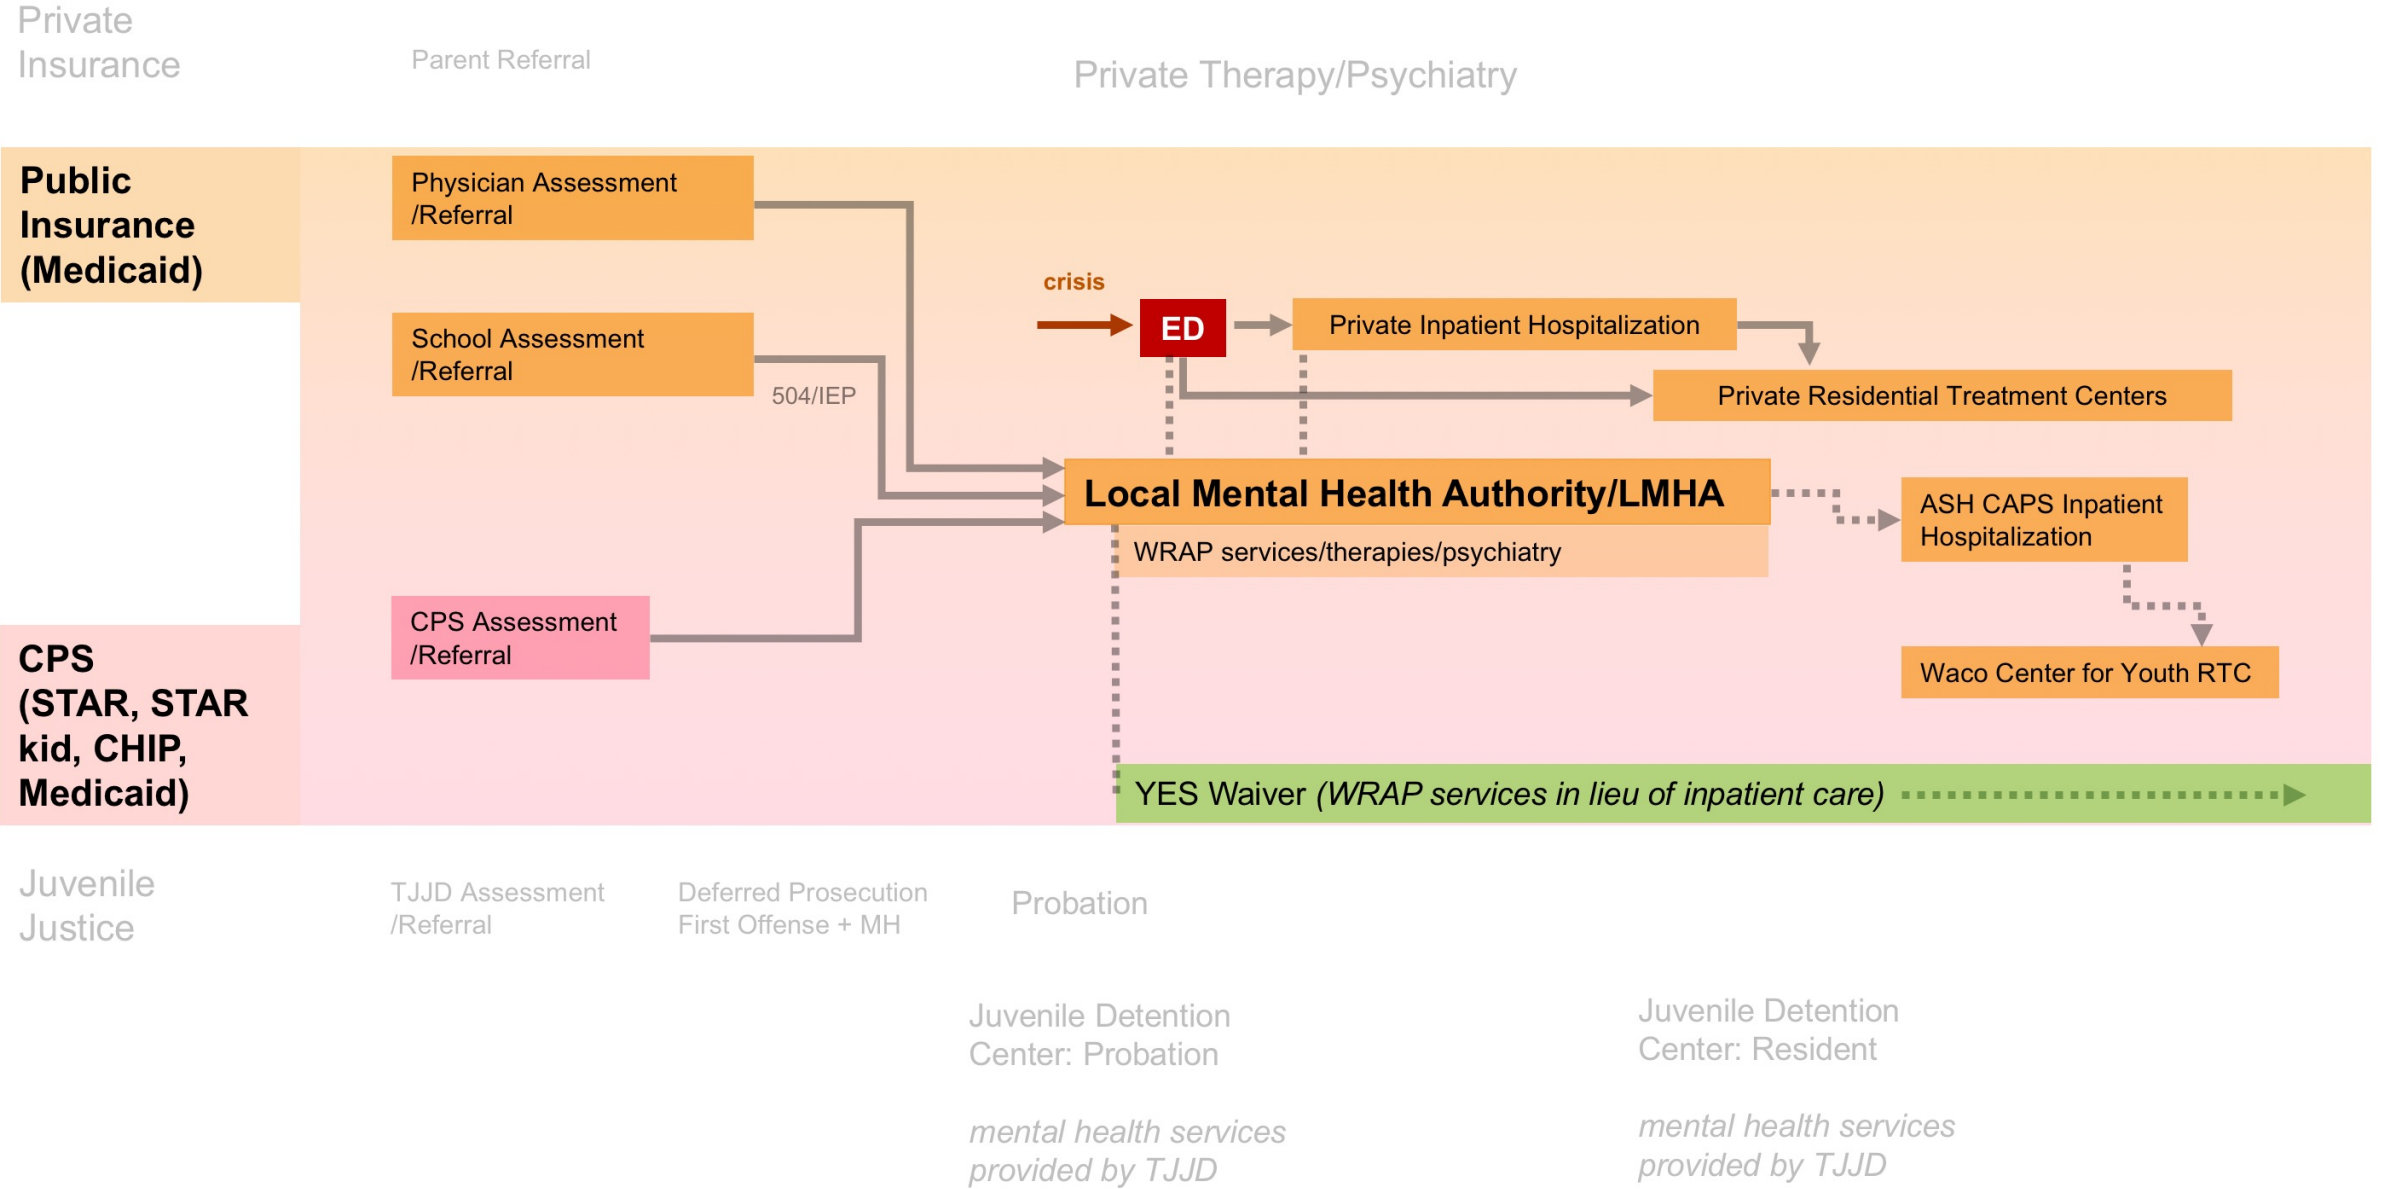 Private
Insurance
Parent Referral
Private Therapy/Psychiatry
Public
Insurance
(Medicaid)
Physician Assessment
/Referral
School Assessment
/Referral
504/IEP
crisis
ED
Private Inpatient Hospitalization
Private Residential Treatment Centers
Local Mental Health Authority/LMHA
WRAP services/therapies/psychiatry
ASH CAPS Inpatient
Hospitalization
Waco Center for Youth RTC
CPS
(STAR, STAR
kid, CHIP,
Medicaid)
CPS Assessment
/Referral
YES Waiver (WRAP services in lieu of inpatient care)
Juvenile
Justice
TJJD Assessment
/Referral
Deferred Prosecution
First Offense + MH
Probation
Juvenile Detention
Center: Probation
mental health services
provided by TJJD
Juvenile Detention
Center: Resident
mental health services
provided by TJJD